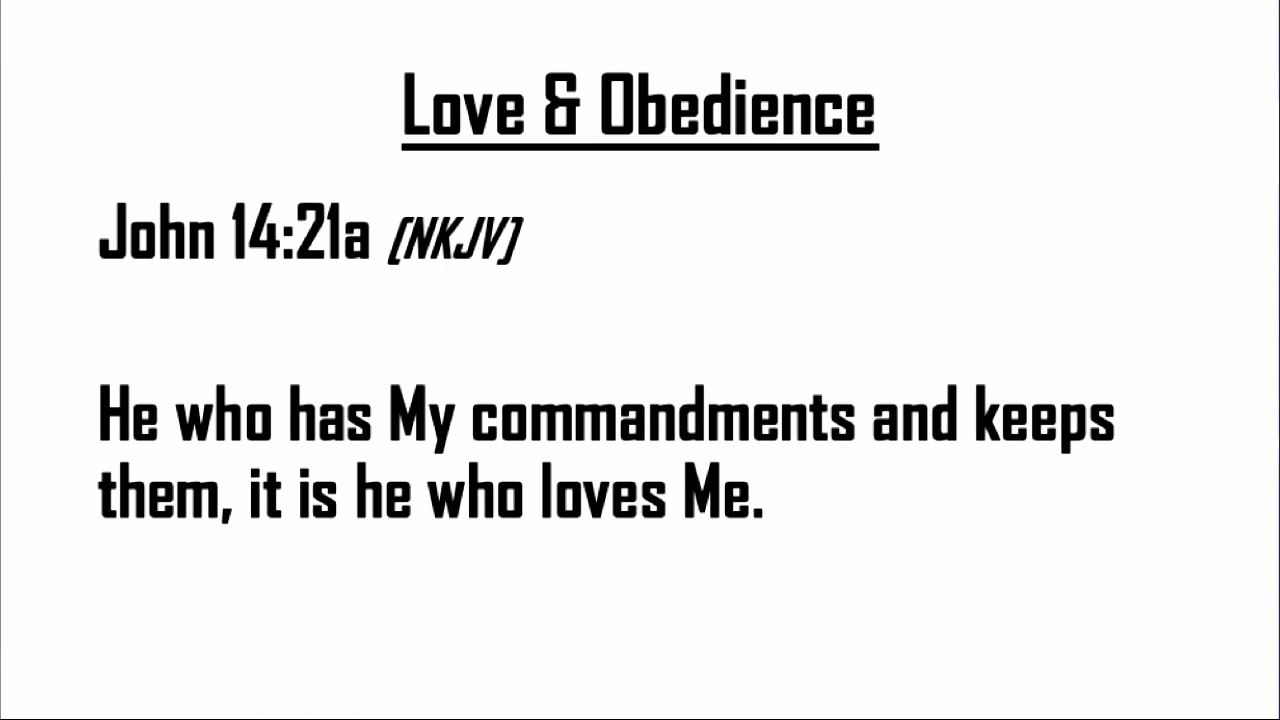 Love & Obedience
John 14:21a (NKJV)
He who has My commandments and keeps
them, it is he who loves Me.